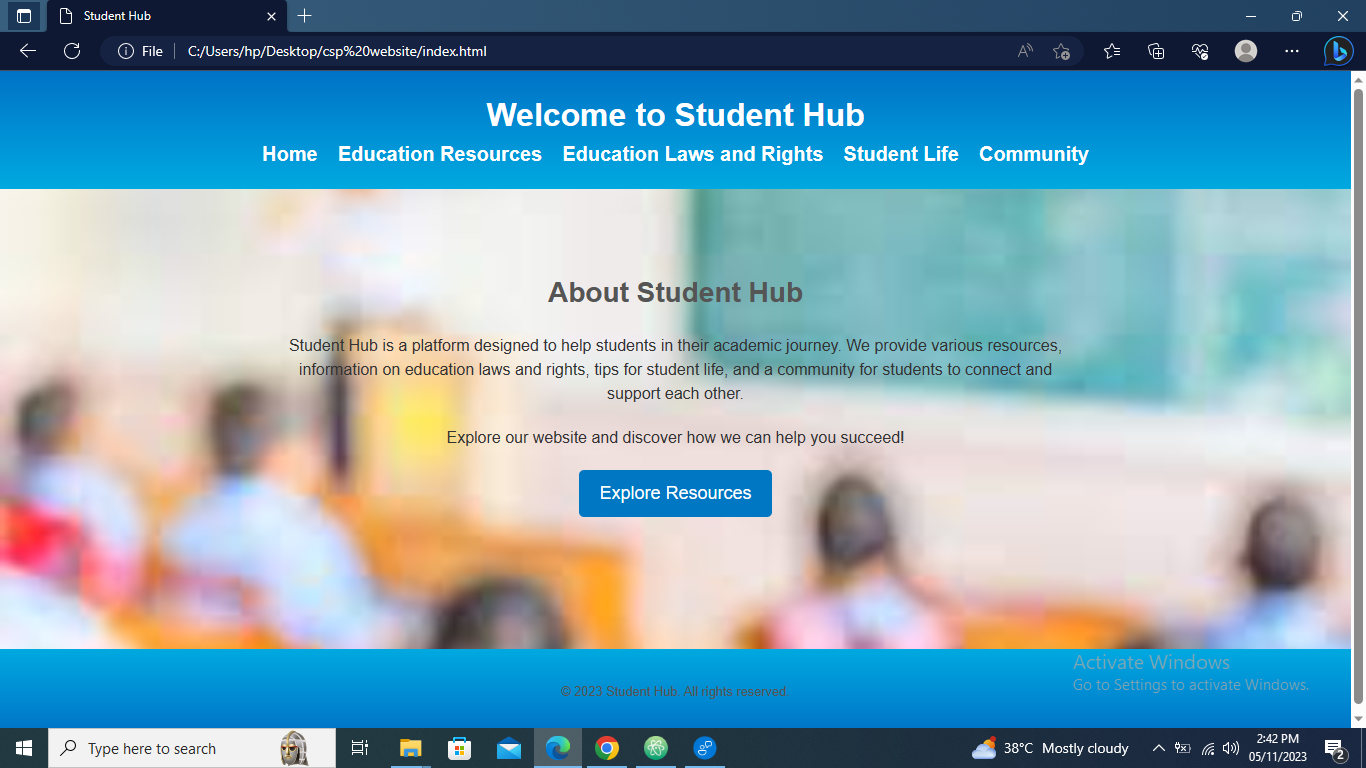 Student Hub
File
C:/Users/hp/Desktop/csp%20website/index.html
Welcome to Student Hub
Home Education Resources Education Laws and Rights Student Life Community
About Student Hub
Student Hub is a platform designed to help students in their academic journey. We provide various resources,
information on education laws and rights, tips for student life, and a community for students to connect and
support each other.
Explore our website and discover how we can help you succeed!
Explore Resources
Activate Windows
Go to Settings to activate Windows.
© 2023 Student Hub. All rights reserved.
Type here to search
38°C Mostly cloudy
2:42 PM
05/11/2023
2